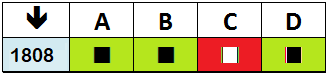 🡻 A B C D
1808 ■ ■ □ ■